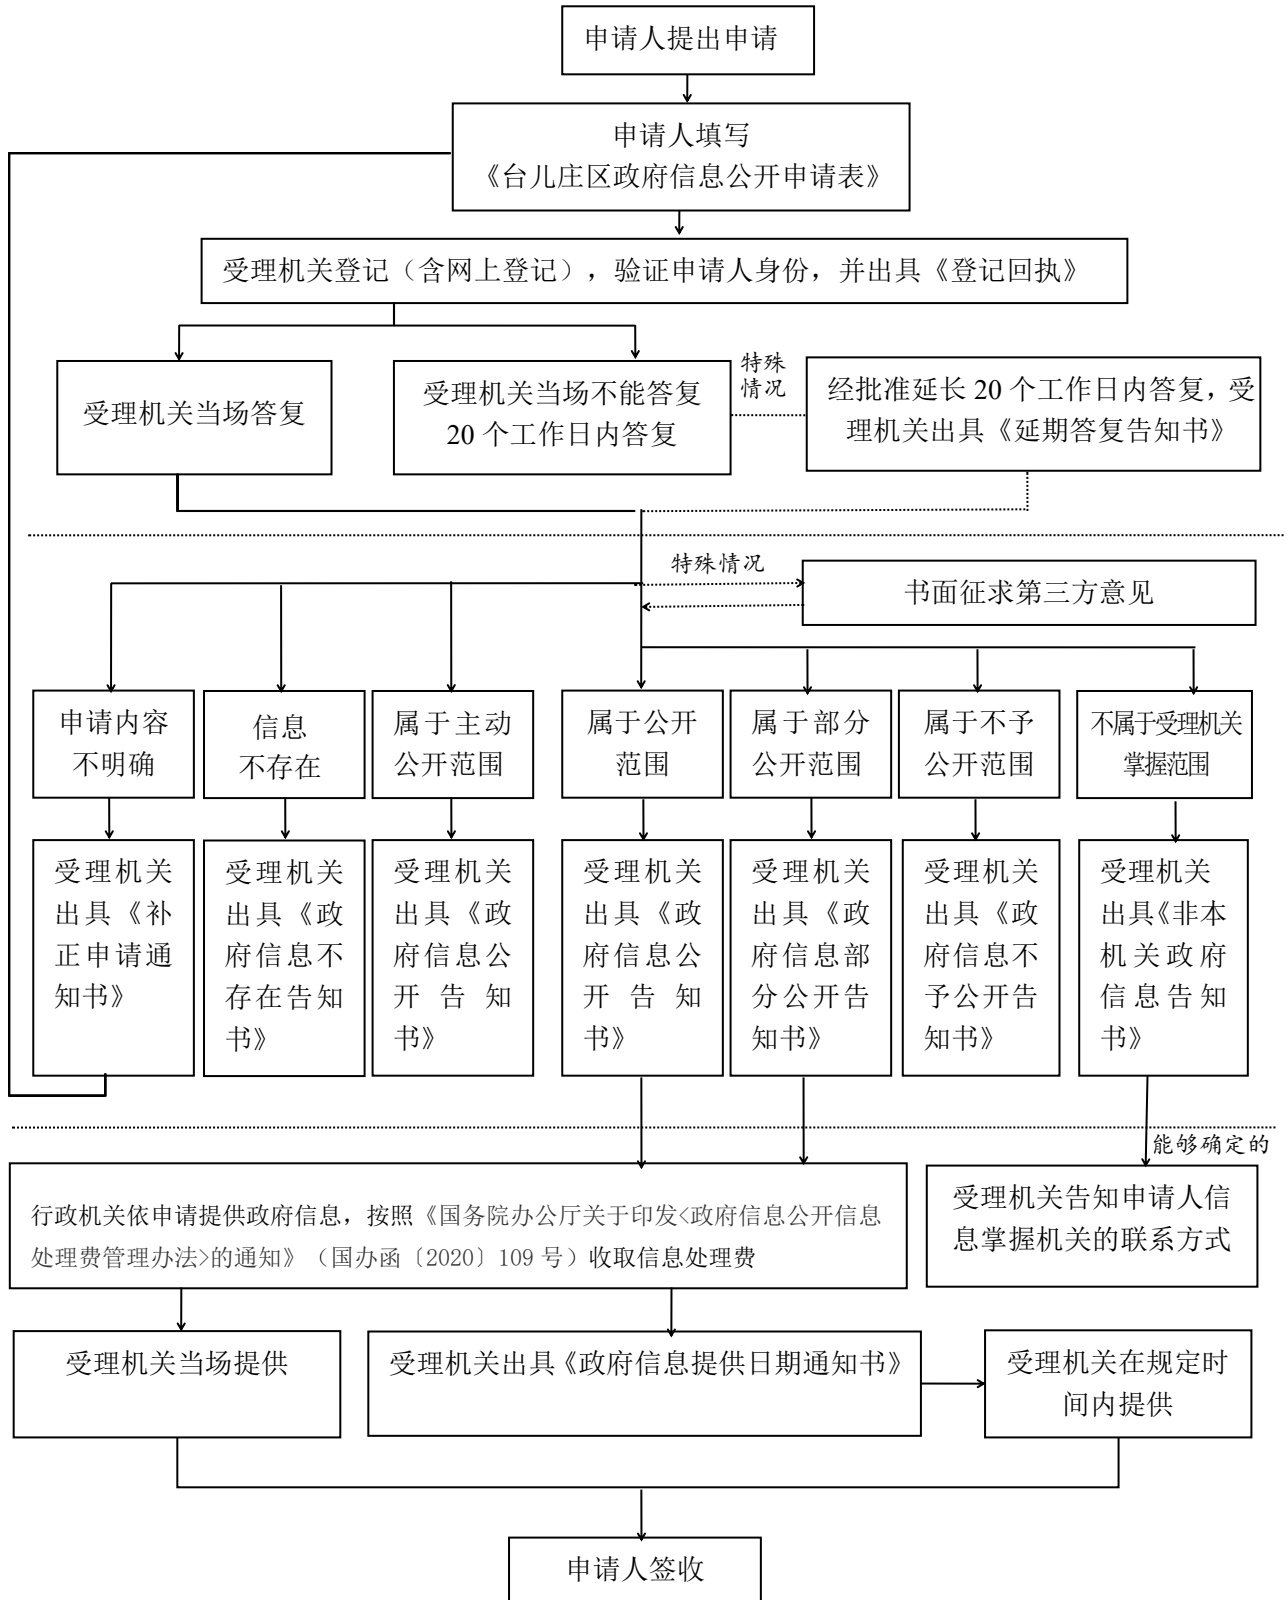 申请人提出申请
申请人填写
《台儿庄区政府信息公开申请表》
受理机关登记（含网上登记），验证申请人身份，并出具《登记回执》
受理机关当场答复
受理机关当场不能答复
20 个工作日内答复
特殊
情况
经批准延长 20 个工作日内答复，受
理机关出具《延期答复告知书》
特殊情况
书面征求第三方意见
申请内容
不明确
信息
不存在
属于主动
公开范围
属于公开
范围
属于部分
公开范围
属于不予
公开范围
不属于受理机关
掌握范围
受理机关
出具《补
正申请通
知书》
受理机关
出具《政
府信息不
存在告知
书》
受理机关
出具《政
府信息公
开告知
书》
受理机关
出具《政
府信息公
开告知
书》
受理机关
出具《政
府信息部
分公开告
知书》
受理机关
出具《政
府信息不
予公开告
知书》
受理机关
出具《非本
机关政府
信息告知
书》
能够确定的
行政机关依申请提供政府信息，按照《国务院办公厅关于印发<政府信息公开信息
处理费管理办法>的通知》（国办函〔2020〕109 号）收取信息处理费
受理机关告知申请人信
息掌握机关的联系方式
受理机关当场提供
受理机关出具《政府信息提供日期通知书》
受理机关在规定时
间内提供
申请人签收